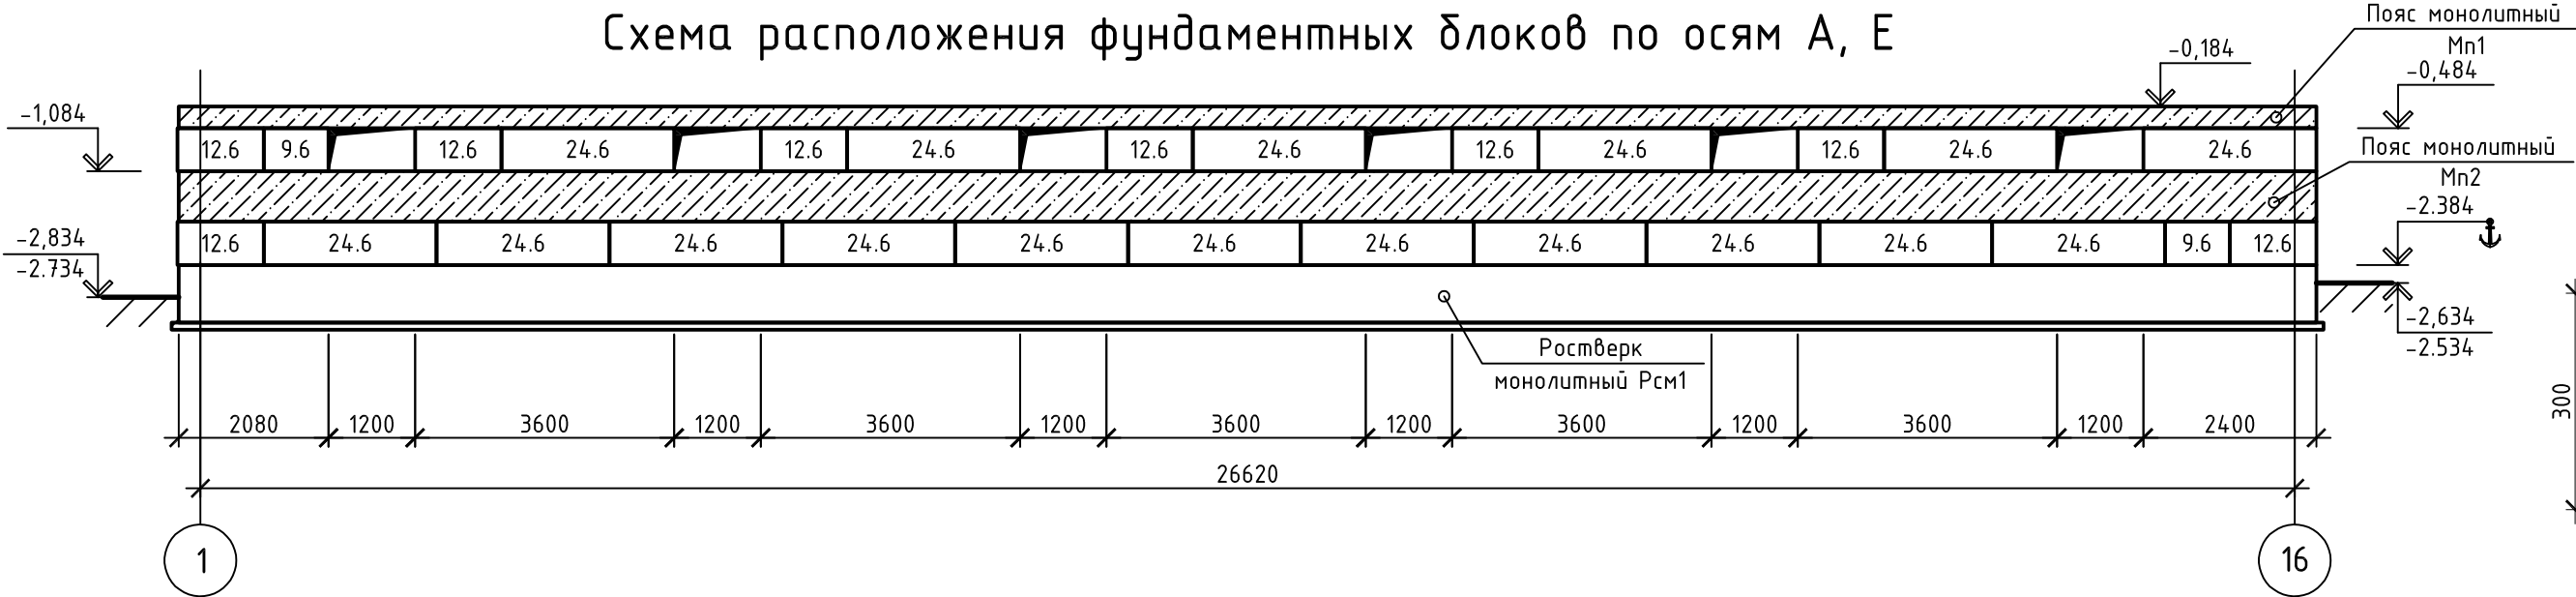 Схема расположения фундаментных блоков по осям А, Е
Пояс монолитный
Мп1
-0,184
-0,484
-1,084
12.6 9.6 12.6 24.6 12.6 24.6 12.6 24.6 12.6 24.6 12.6 24.6 24.6
Пояс монолитный
Мп2
-2.384
-2,834
-2.734
12.6 24.6 24.6 24.6 24.6 24.6 24.6 24.6 24.6 24.6 24.6 24.6 9.6 12.6
-2,634
-2.534
Ростверк
монолитный Рсм1
300
2080 1200 3600 1200 3600 1200 3600 1200 3600 1200 3600 1200 2400
26620
1 16